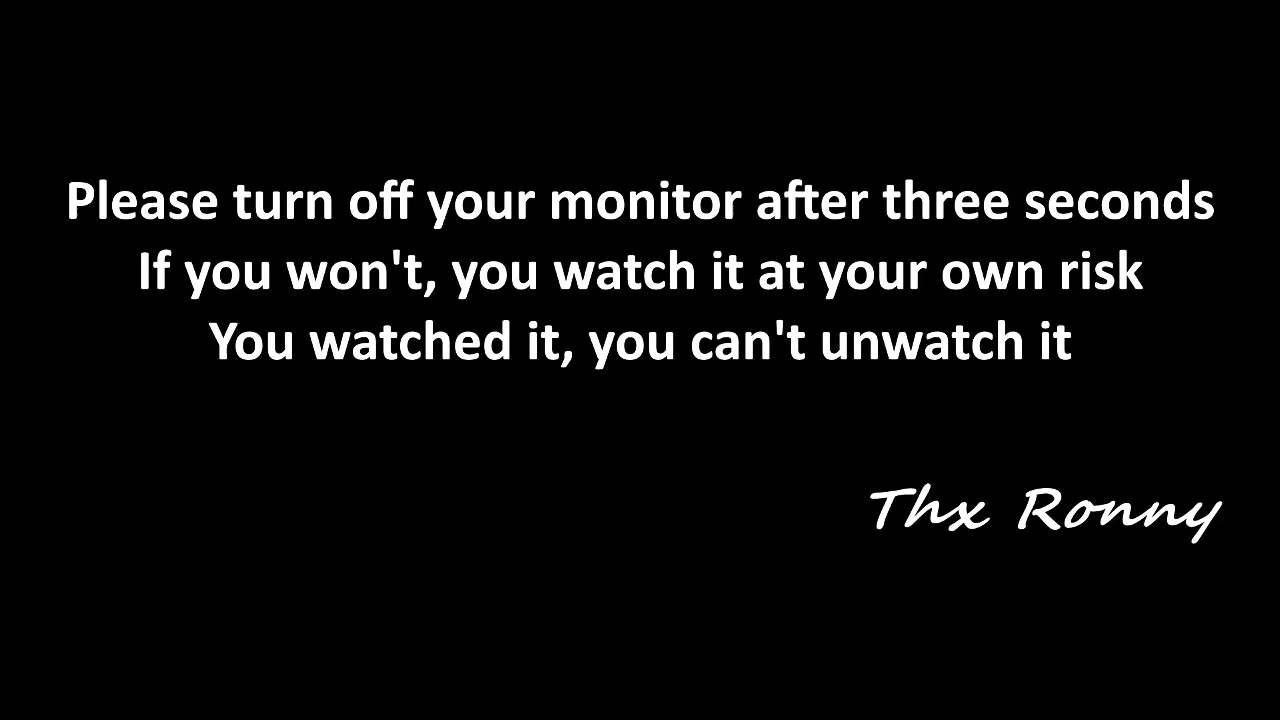 Please turn off your monitor after three seconds
If you won't, you watch it at your own risk
You watched it, you can't unwatch it
Thx Ronny